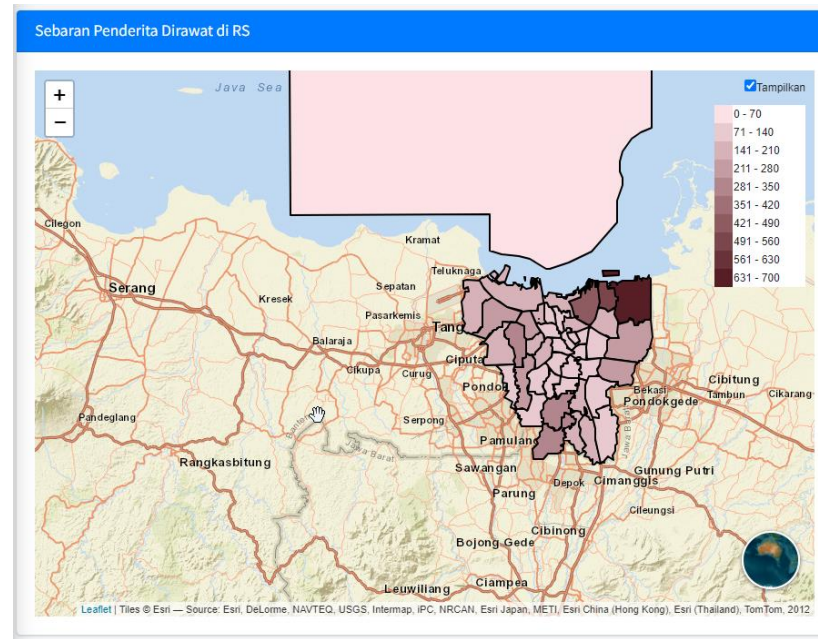 Sebaran Penderita Dirawat di RS
+
−
Java Sea
Tampilkan
0 - 70
71 - 140
141 - 210
211 - 280
281 - 350
351 - 420
421 - 490
491 - 560
561 - 630
631 - 700
Cilegon
Kramat
Teluknaga
Serang
Sepatan
Kresek
Pasarkemis
Tang
Balaraja
Ciputa
Cikupa
Curug
Pondo
Bekasi
Cibitung
Tambun
Cikarang
Pondokgede
Pandeglang
Serpong
Jawa Barat
Pamulang
Rangkasbitung
Sawangan
Gunung Putri
Depok
Cimanggis
Parung
Cileungsi
Cibinong
Bojong Gede
Leuwiliang
Ciampea
Leaflet | Tiles © Esri — Source: Esri, DeLorme, NAVTEQ, USGS, Intermap, iPC, NRCAN, Esri Japan, METI, Esri China (Hong Kong), Esri (Thailand), TomTom, 2012